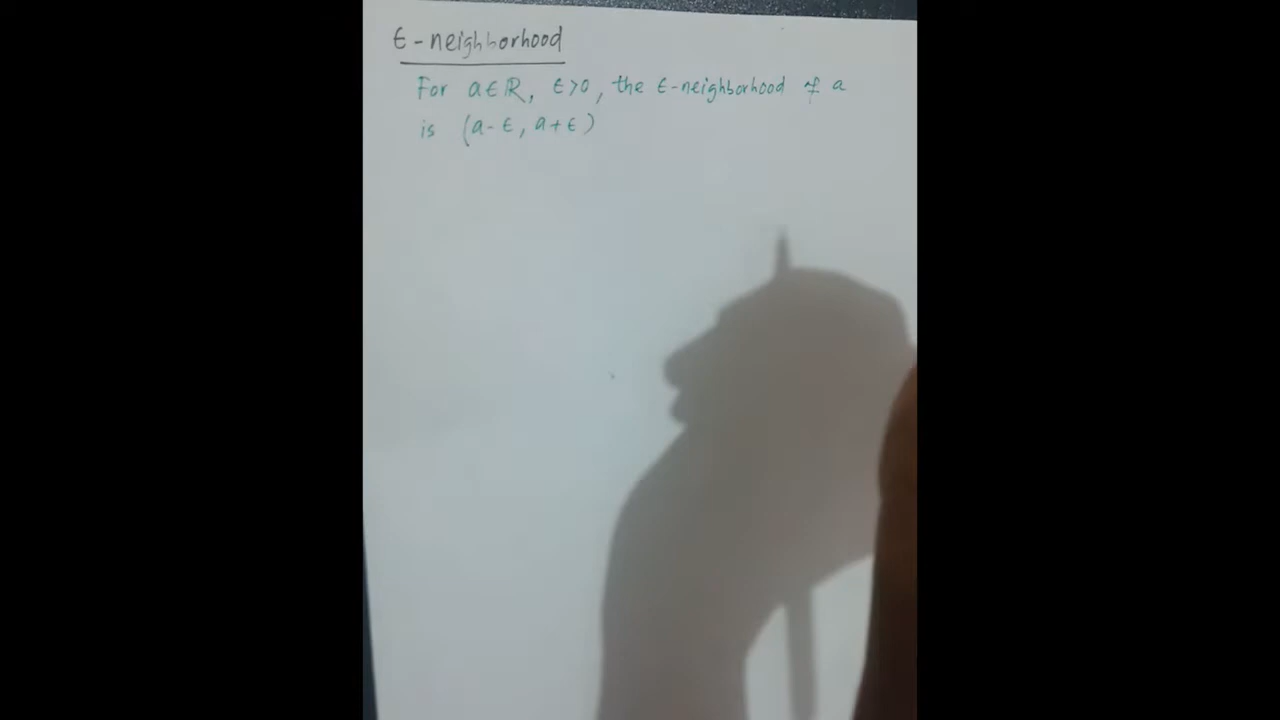 ϵ-neighborhood
For a∈ℝ, ϵ>0, the ϵ-neighborhood of a
is (a-ϵ, a+ϵ)